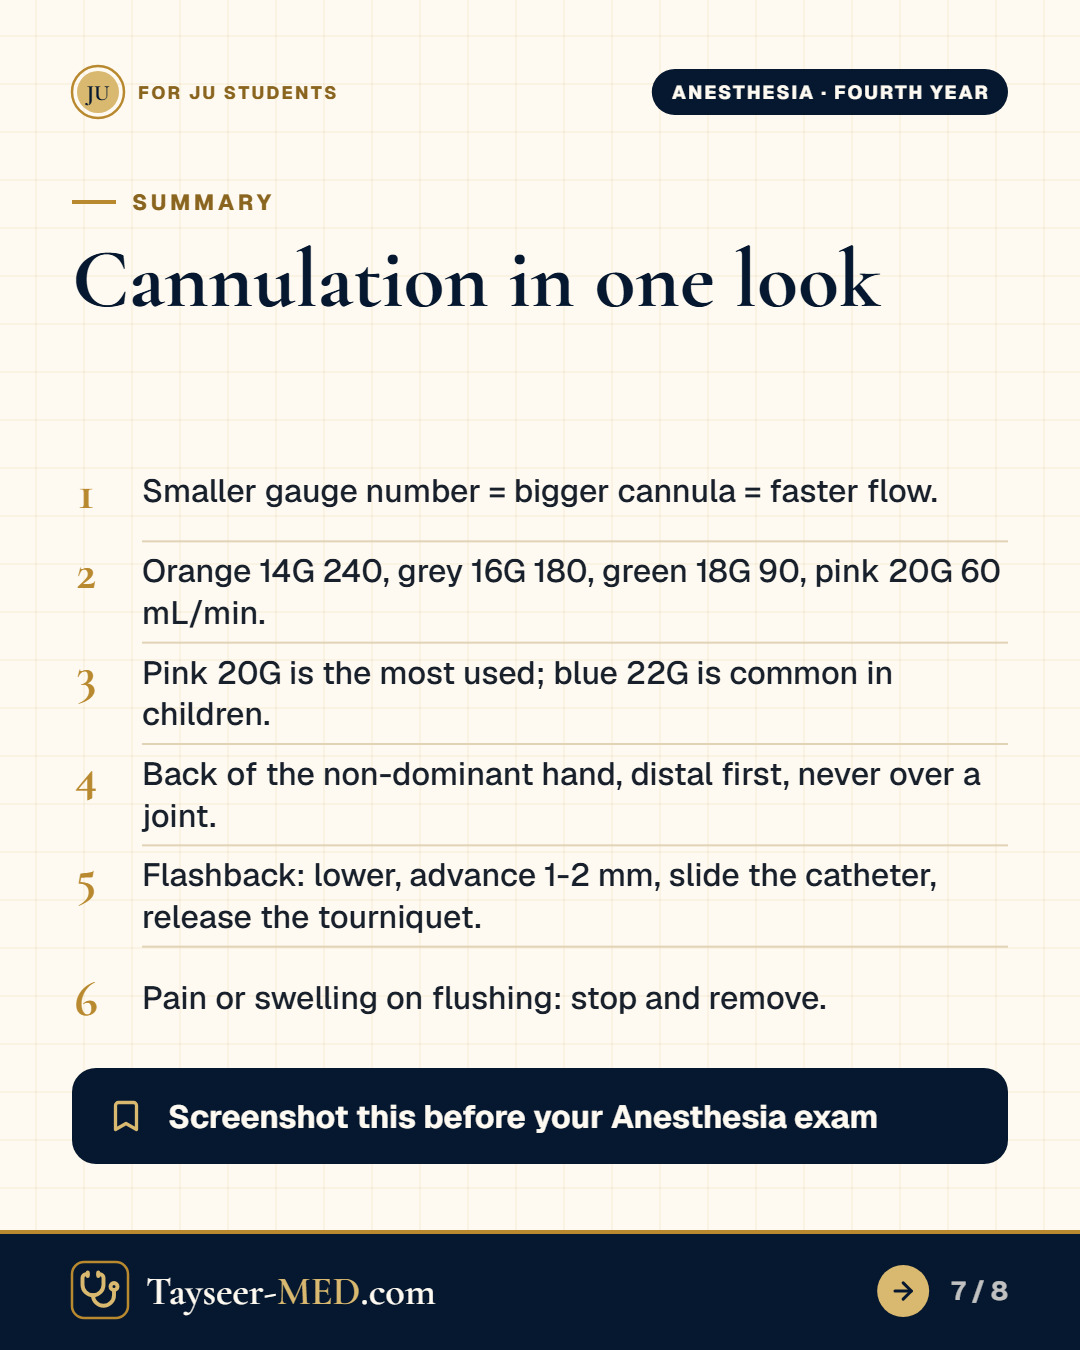 JU
FOR JU STUDENTS
ANESTHESIA · FOURTH YEAR
SUMMARY
Cannulation in one look
1 Smaller gauge number = bigger cannula = faster flow.
2 Orange 14G 240, grey 16G 180, green 18G 90, pink 20G 60
mL/min.
3 Pink 20G is the most used; blue 22G is common in
children.
4 Back of the non-dominant hand, distal first, never over a
joint.
5 Flashback: lower, advance 1-2 mm, slide the catheter,
release the tourniquet.
6 Pain or swelling on flushing: stop and remove.
Screenshot this before your Anesthesia exam
Tayseer-MED.com
7 / 8